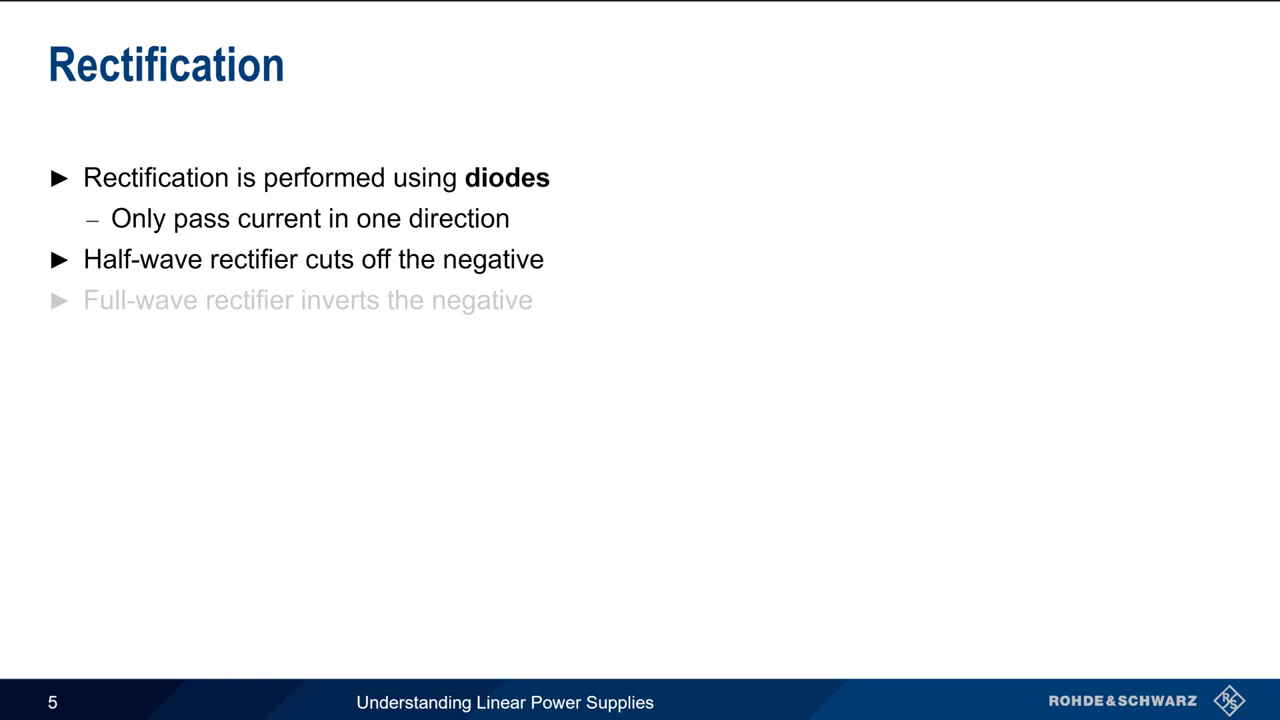 Rectification
► Rectification is performed using diodes
– Only pass current in one direction
► Half-wave rectifier cuts off the negative
► Full-wave rectifier inverts the negative
5
Understanding Linear Power Supplies
ROHDE&SCHWARZ
R&S